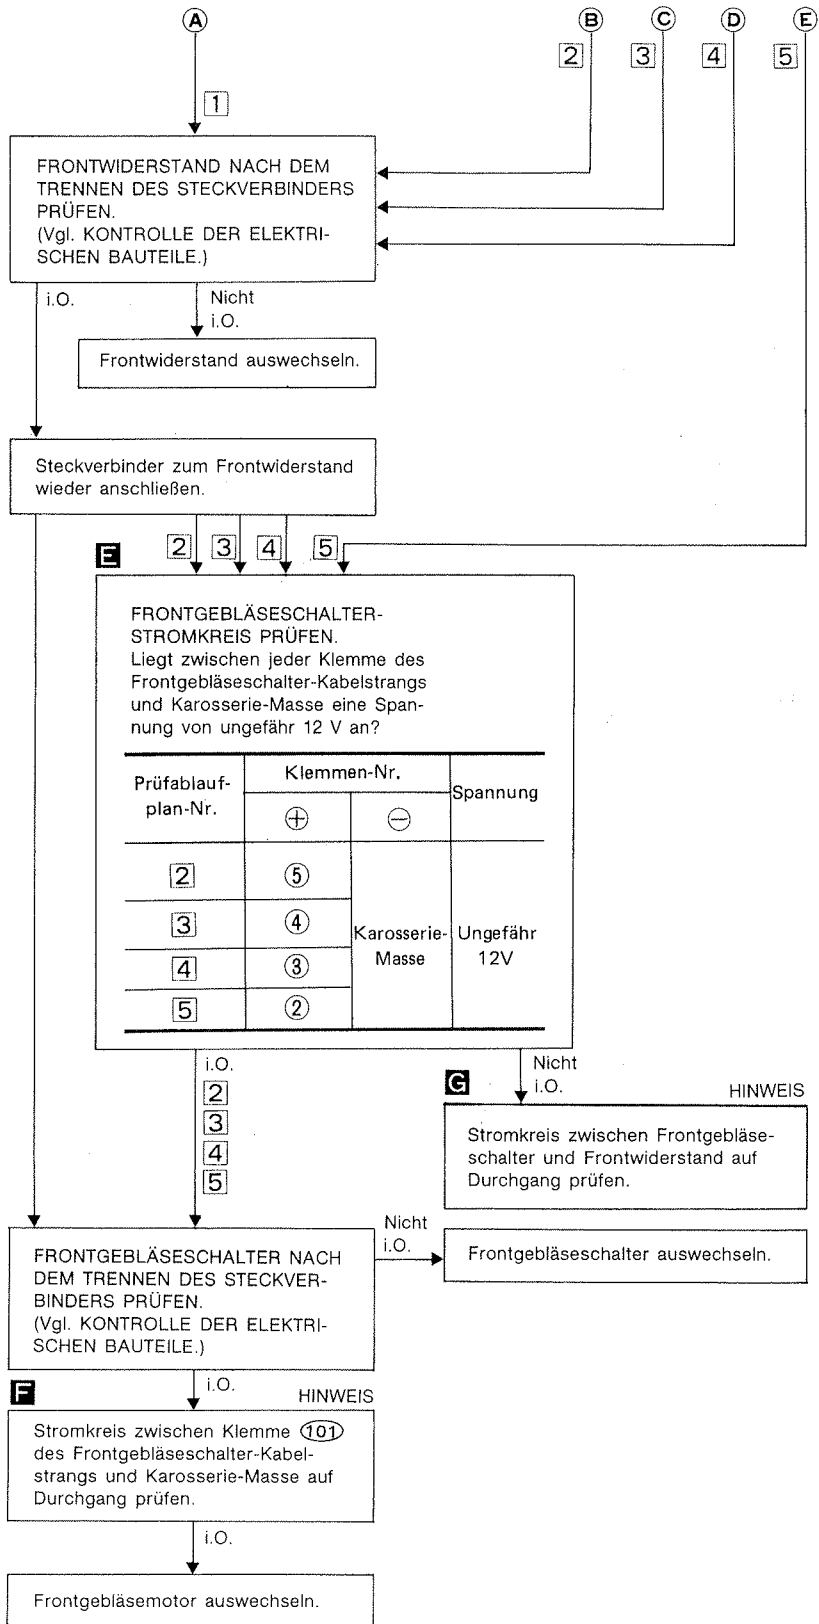 A B C D E
2 3 4 5
1
FRONTWIDERSTAND NACH DEM
TRENNEN DES STECKVERBINDERS
PRÜFEN.
(Vgl. KONTROLLE DER ELEKTRI-
SCHEN BAUTEILE.)
i.O. Nicht
i.O.
Frontwiderstand auswechseln.
Steckverbinder zum Frontwiderstand
wieder anschließen.
E 2 3 4 5
FRONTGEBLÄSESCHALTER-
STROMKREIS PRÜFEN.
Liegt zwischen jeder Klemme des
Frontgebläseschalter-Kabelstrangs
und Karosserie-Masse eine Span-
nung von ungefähr 12 V an?
Prüfablauf-
plan-Nr.
Klemmen-Nr.
Spannung
⊕ ⊖
2 ⑤
3 ④
4 ③
5 ②
Karosserie-
Masse
Ungefähr
12V
i.O.
2
3
4
5
Nicht
i.O.
G HINWEIS
Stromkreis zwischen Frontgebläse-
schalter und Frontwiderstand auf
Durchgang prüfen.
FRONTGEBLÄSESCHALTER NACH
DEM TRENNEN DES STECKVER-
BINDERS PRÜFEN.
(Vgl. KONTROLLE DER ELEKTRI-
SCHEN BAUTEILE.)
Nicht
i.O.
Frontgebläseschalter auswechseln.
i.O.
F HINWEIS
Stromkreis zwischen Klemme 101
des Frontgebläseschalter-Kabel-
strangs und Karosserie-Masse auf
Durchgang prüfen.
i.O.
Frontgebläsemotor auswechseln.